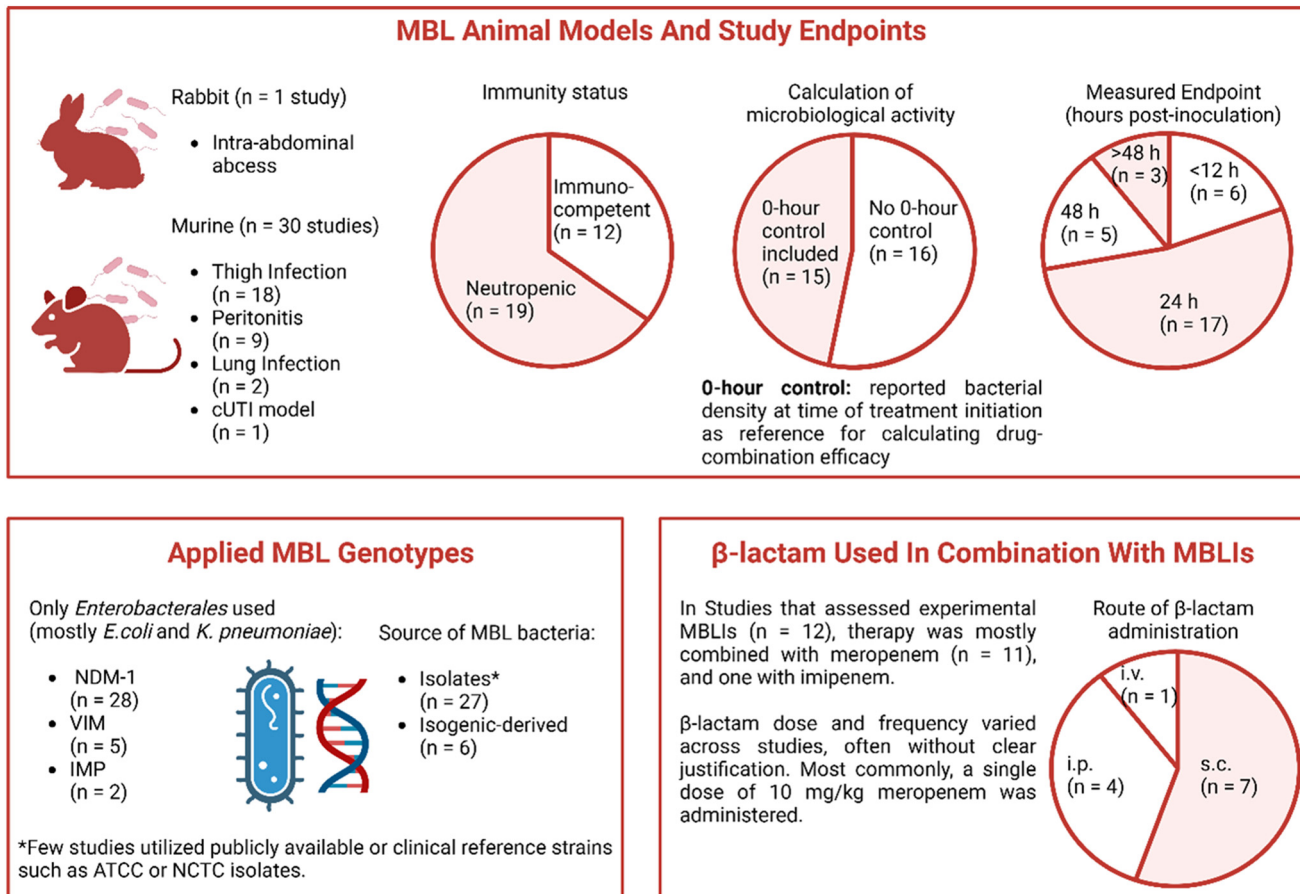 MBL Animal Models And Study Endpoints
Rabbit (n = 1 study)
• Intra-abdominal
abcess
Murine (n = 30 studies)
• Thigh Infection
(n = 18)
• Peritonitis
(n = 9)
• Lung Infection
(n = 2)
• cUTI model
(n = 1)
Immunity status
Immuno-
competent
(n = 12)
Neutropenic
(n = 19)
Calculation of
microbiological activity
0-hour
control
included
(n = 15)
No 0-hour
control
(n = 16)
0-hour control: reported bacterial
density at time of treatment initiation
as reference for calculating drug-
combination efficacy
Measured Endpoint
(hours post-inoculation)
>48 h
(n = 3)
<12 h
(n = 6)
48 h
(n = 5)
24 h
(n = 17)
Applied MBL Genotypes
Only Enterobacterales used
(mostly E.coli and K. pneumoniae):
• NDM-1
(n = 28)
• VIM
(n = 5)
• IMP
(n = 2)
Source of MBL bacteria:
• Isolates*
(n = 27)
• Isogenic-derived
(n = 6)
*Few studies utilized publicly available or clinical reference strains
such as ATCC or NCTC isolates.
β-lactam Used In Combination With MBLIs
In Studies that assessed experimental
MBLIs (n = 12), therapy was mostly
combined with meropenem (n = 11),
and one with imipenem.
β-lactam dose and frequency varied
across studies, often without clear
justification. Most commonly, a single
dose of 10 mg/kg meropenem was
administered.
Route of β-lactam
administration
i.v.
(n = 1)
i.p.
(n = 4)
s.c.
(n = 7)